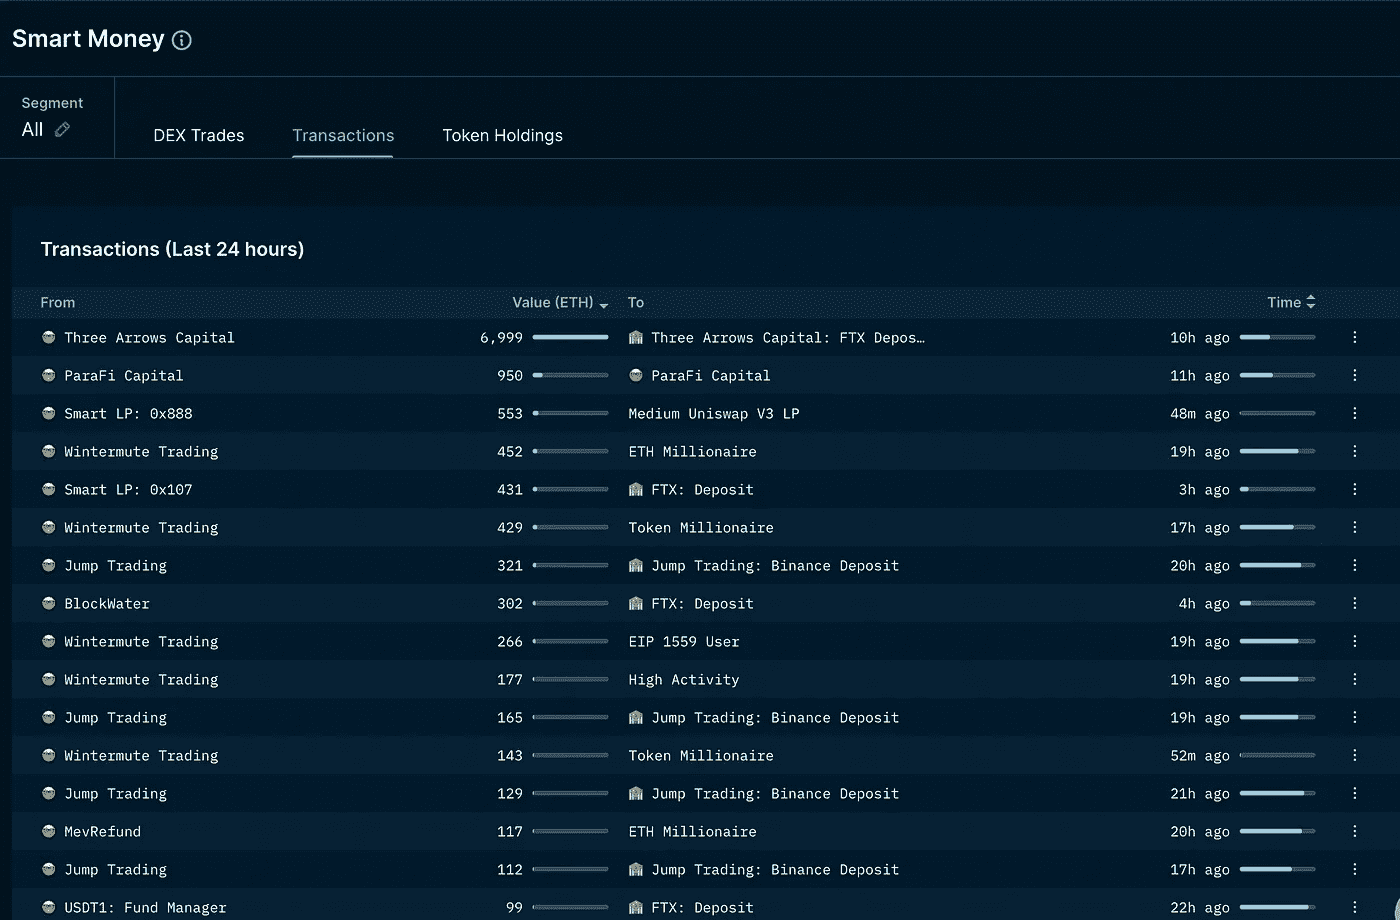 Smart Money
Segment
All
DEX Trades Transactions Token Holdings
Transactions (Last 24 hours)
From Value (ETH) To Time
Three Arrows Capital 6,999 Three Arrows Capital: FTX Depos… 10h ago
ParaFi Capital 950 ParaFi Capital 11h ago
Smart LP: 0x888 553 Medium Uniswap V3 LP 48m ago
Wintermute Trading 452 ETH Millionaire 19h ago
Smart LP: 0x107 431 FTX: Deposit 3h ago
Wintermute Trading 429 Token Millionaire 17h ago
Jump Trading 321 Jump Trading: Binance Deposit 20h ago
BlockWater 302 FTX: Deposit 4h ago
Wintermute Trading 266 EIP 1559 User 19h ago
Wintermute Trading 177 High Activity 19h ago
Jump Trading 165 Jump Trading: Binance Deposit 19h ago
Wintermute Trading 143 Token Millionaire 52m ago
Jump Trading 129 Jump Trading: Binance Deposit 21h ago
MevRefund 117 ETH Millionaire 20h ago
Jump Trading 112 Jump Trading: Binance Deposit 17h ago
USDT1: Fund Manager 99 FTX: Deposit 22h ago